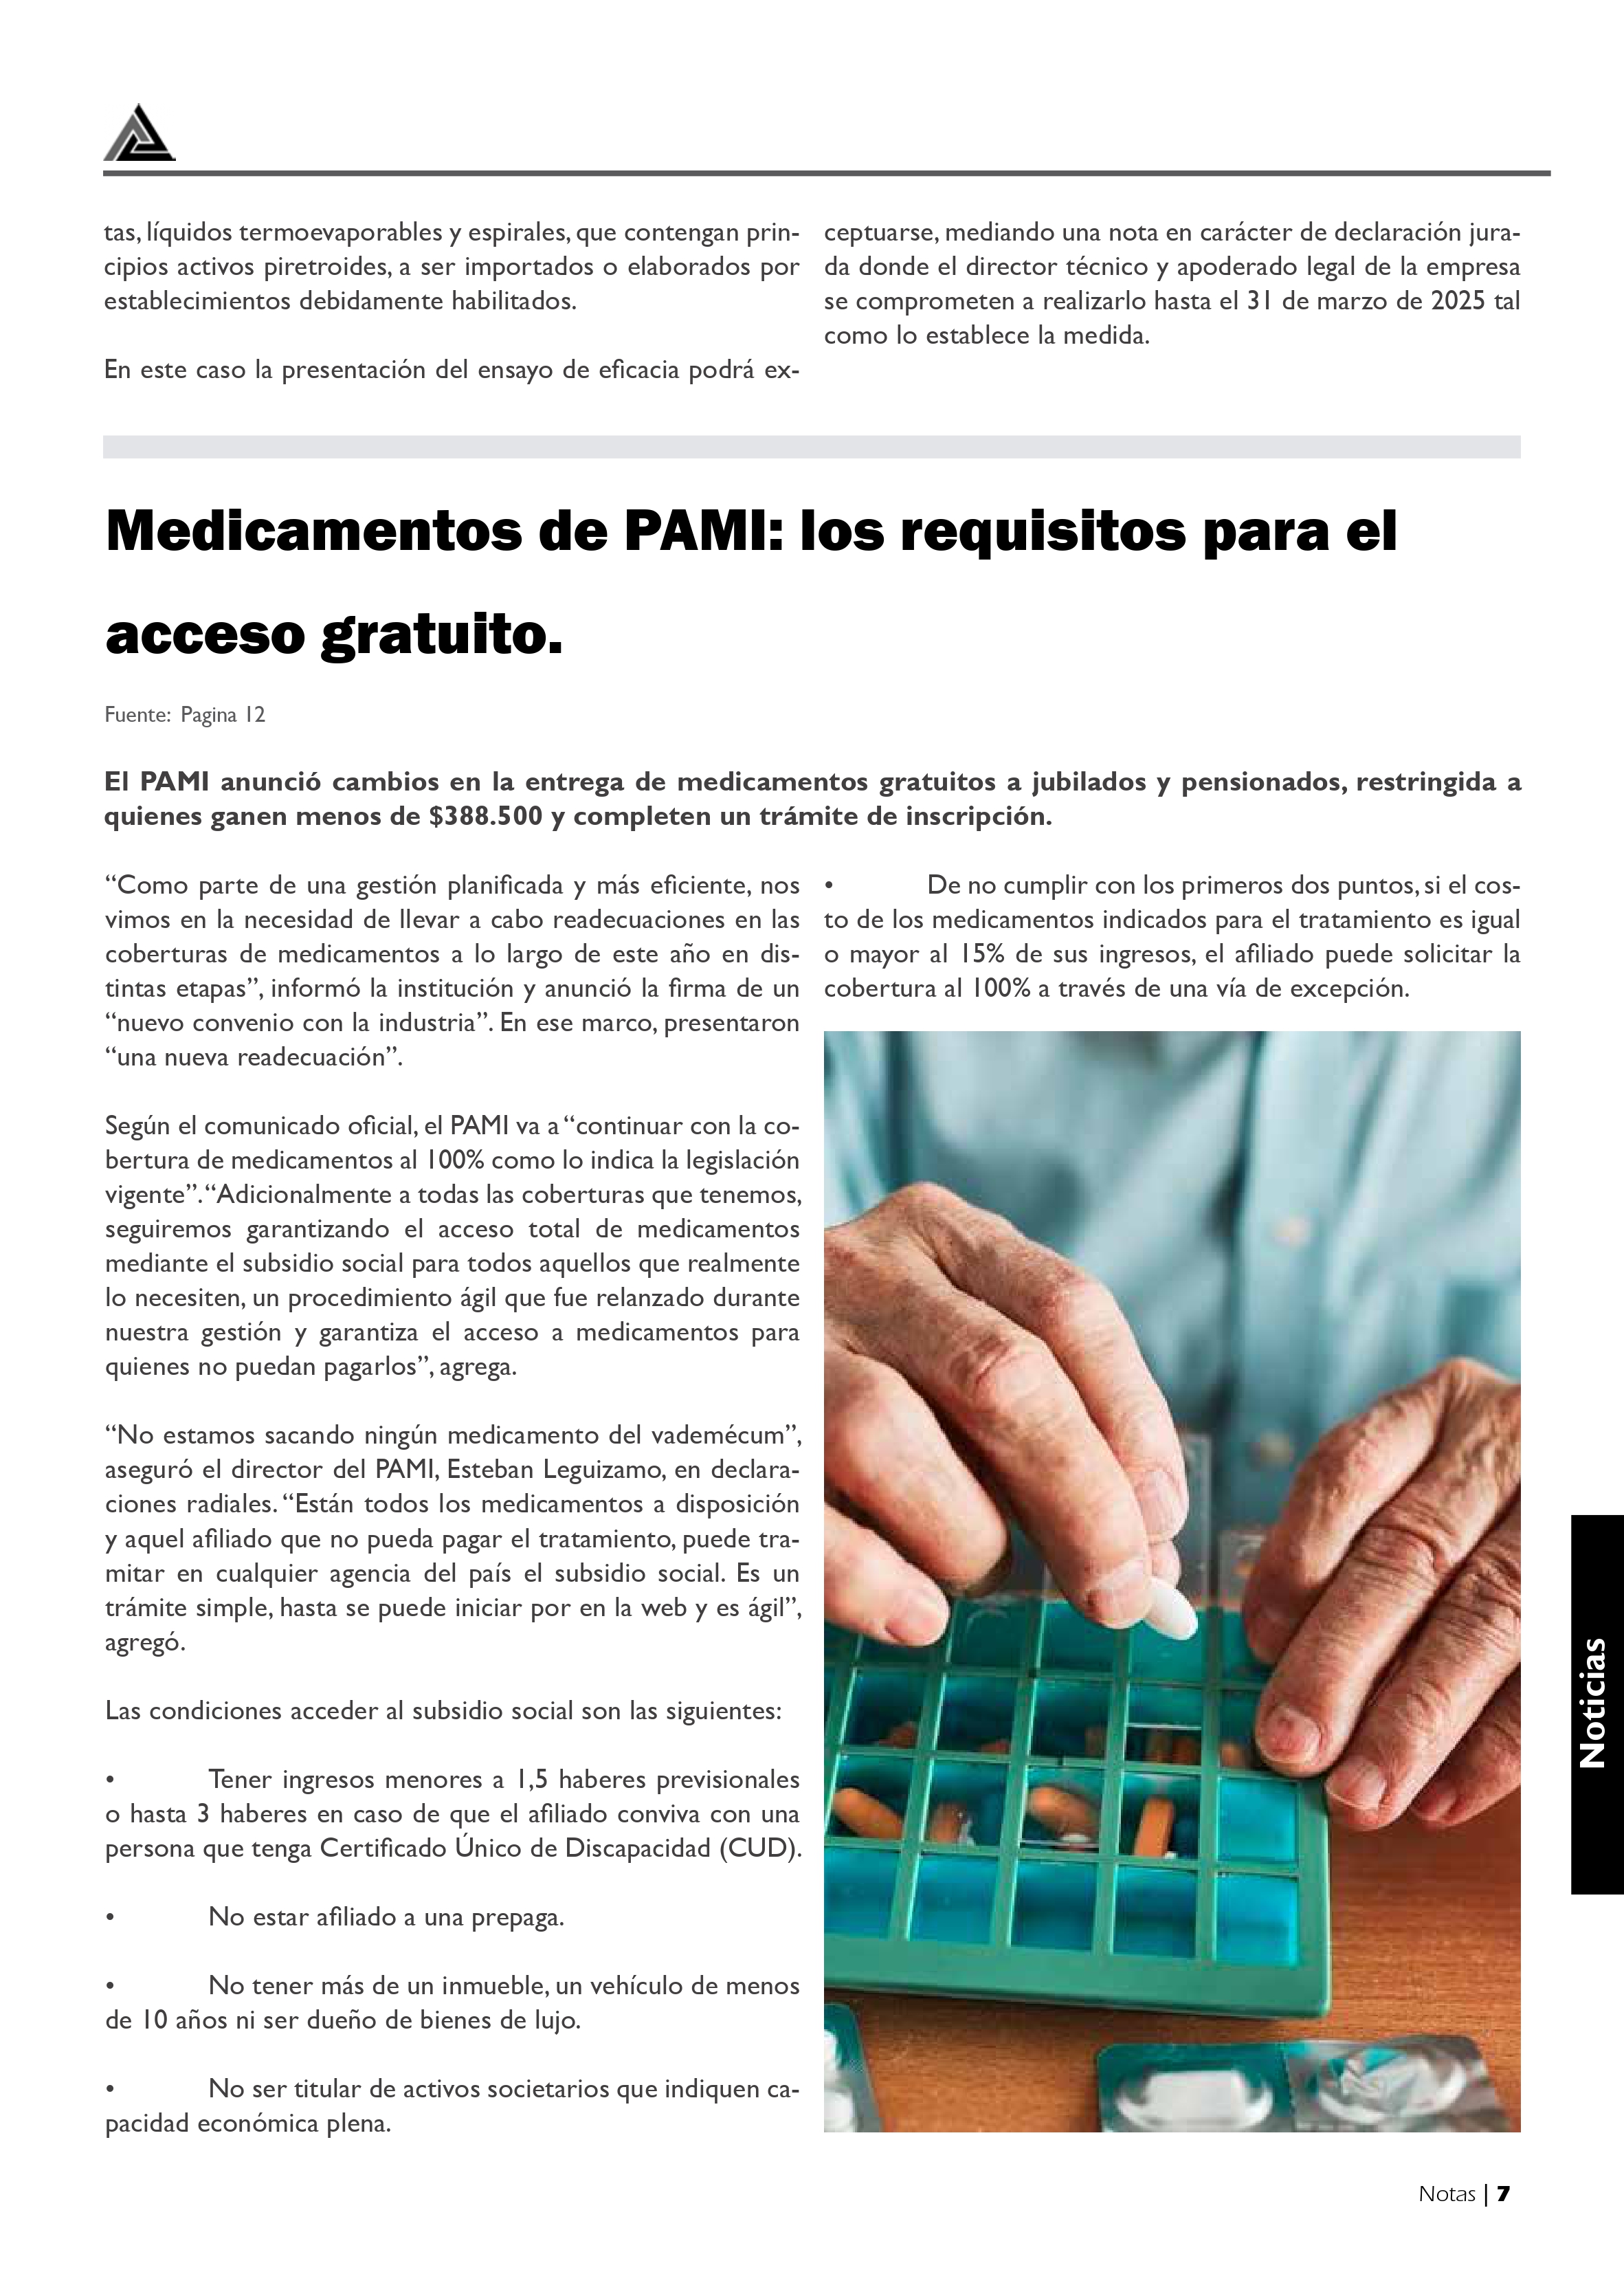 tas, líquidos termoevaporables y espirales, que contengan prin-
cipios activos piretroides, a ser importados o elaborados por
establecimientos debidamente habilitados.
En este caso la presentación del ensayo de eficacia podrá ex-
ceptuarse, mediando una nota en carácter de declaración jura-
da donde el director técnico y apoderado legal de la empresa
se comprometen a realizarlo hasta el 31 de marzo de 2025 tal
como lo establece la medida.
Medicamentos de PAMI: los requisitos para el
acceso gratuito.
Fuente: Pagina 12
El PAMI anunció cambios en la entrega de medicamentos gratuitos a jubilados y pensionados, restringida a
quienes ganen menos de $388.500 y completen un trámite de inscripción.
“Como parte de una gestión planificada y más eficiente, nos
vimos en la necesidad de llevar a cabo readecuaciones en las
coberturas de medicamentos a lo largo de este año en dis-
tintas etapas”, informó la institución y anunció la firma de un
“nuevo convenio con la industria”. En ese marco, presentaron
“una nueva readecuación”.
Según el comunicado oficial, el PAMI va a “continuar con la co-
bertura de medicamentos al 100% como lo indica la legislación
vigente”. “Adicionalmente a todas las coberturas que tenemos,
seguiremos garantizando el acceso total de medicamentos
mediante el subsidio social para todos aquellos que realmente
lo necesiten, un procedimiento ágil que fue relanzado durante
nuestra gestión y garantiza el acceso a medicamentos para
quienes no puedan pagarlos”, agrega.
“No estamos sacando ningún medicamento del vademécum”,
aseguró el director del PAMI, Esteban Leguizamo, en declara-
ciones radiales. “Están todos los medicamentos a disposición
y aquel afiliado que no pueda pagar el tratamiento, puede tra-
mitar en cualquier agencia del país el subsidio social. Es un
trámite simple, hasta se puede iniciar por en la web y es ágil”,
agregó.
Las condiciones acceder al subsidio social son las siguientes:
• Tener ingresos menores a 1,5 haberes previsionales
o hasta 3 haberes en caso de que el afiliado conviva con una
persona que tenga Certificado Único de Discapacidad (CUD).
• No estar afiliado a una prepaga.
• No tener más de un inmueble, un vehículo de menos
de 10 años ni ser dueño de bienes de lujo.
• No ser titular de activos societarios que indiquen ca-
pacidad económica plena.
• De no cumplir con los primeros dos puntos, si el cos-
to de los medicamentos indicados para el tratamiento es igual
o mayor al 15% de sus ingresos, el afiliado puede solicitar la
cobertura al 100% a través de una vía de excepción.
Noticias
Notas | 7